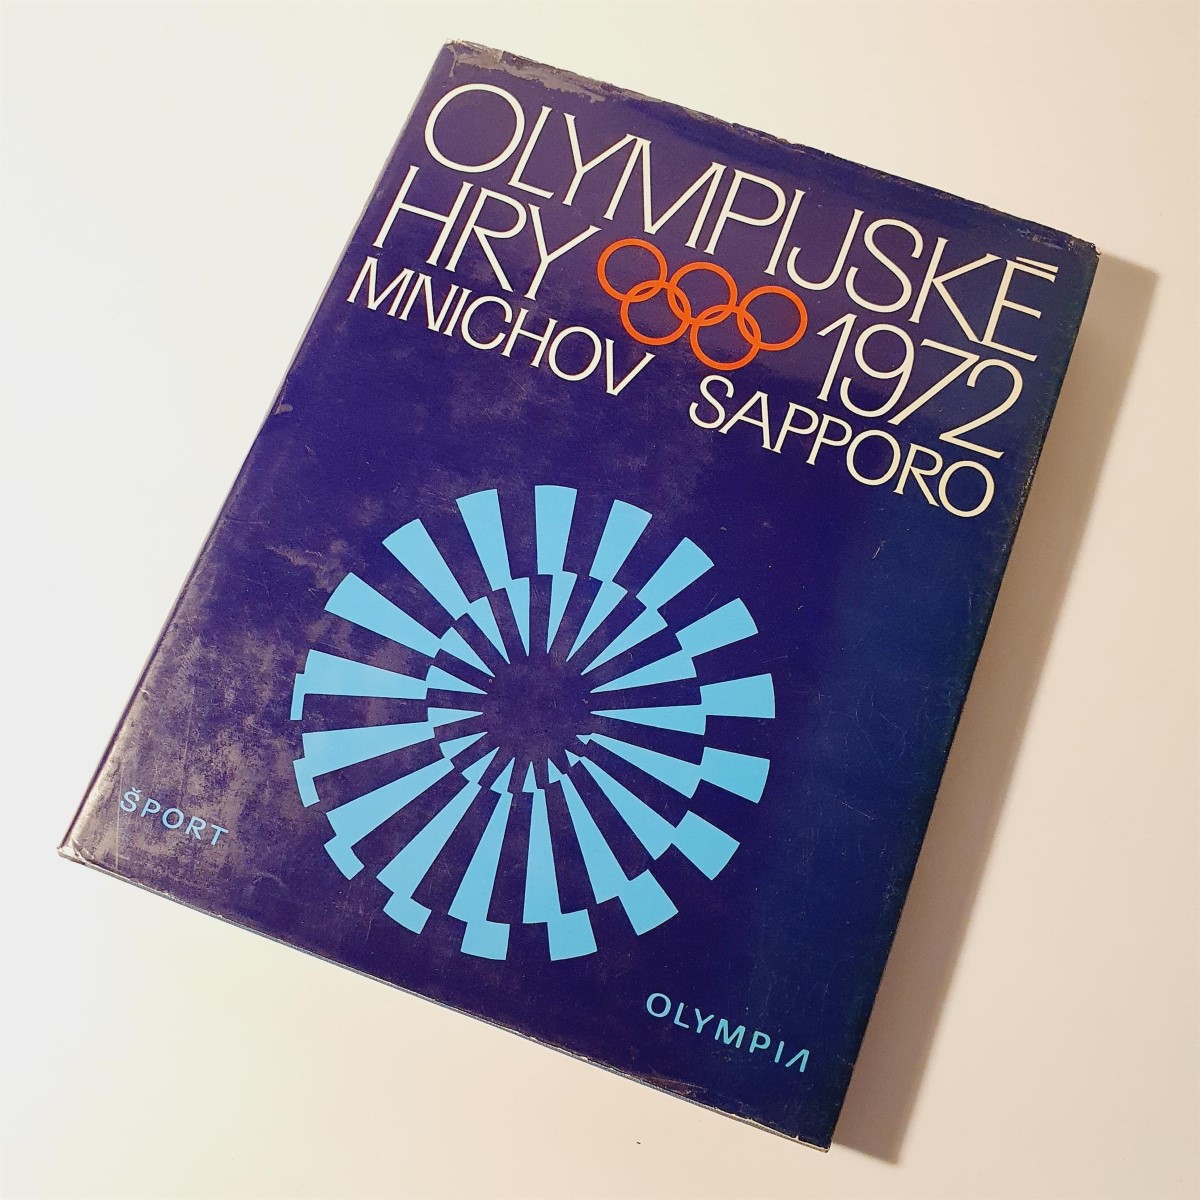 OLYMPIJSKÉ
HRY 1972
MNICHOV SAPPORO
ŠPORT
OLYMPIA